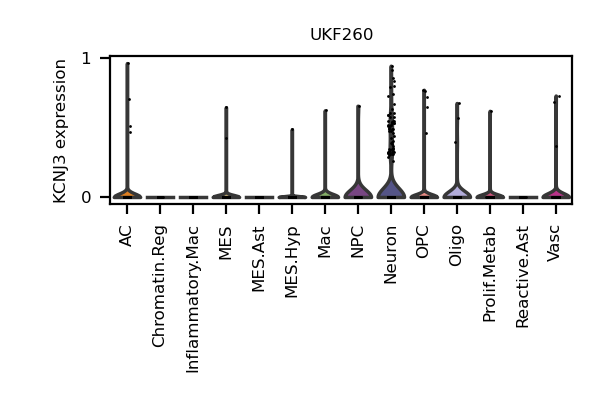 UKF260
KCNJ3 expression
1
0
AC
Chromatin.Reg
Inflammatory.Mac
MES
MES.Ast
MES.Hyp
Mac
NPC
Neuron
OPC
Oligo
Prolif.Metab
Reactive.Ast
Vasc